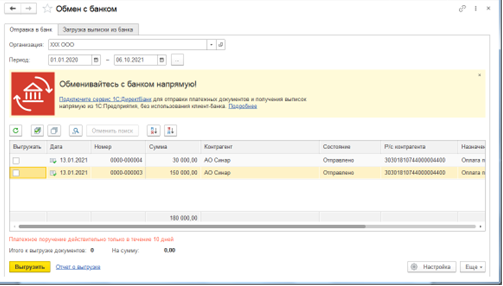 Обмен с банком
Отправка в банк Загрузка выписки из банка
Организация: ХХХ ООО
Период: 01.01.2020 – 06.10.2021 ...
Обменивайтесь с банком напрямую!
Подключите сервис 1С:ДиректБанк для отправки платежных документов и получения выписок
напрямую из 1С:Предприятия, без использования клиент-банка. Подробнее
Отменить поиск
Выгружать Дата Номер Сумма Контрагент Состояние Р/с контрагента Назначен
13.01.2021 0000-000004 30 000,00 АО Синар Отправлено 30301810744000004400 Оплата п
13.01.2021 0000-000003 150 000,00 АО Синар Отправлено 30301810744000004400 Оплата п
180 000,00
Платежное поручение действительно только в течение 10 дней
Итого к выгрузке документов: 0 На сумму: 0,00
Выгрузить Отчет о выгрузке Настройка Еще